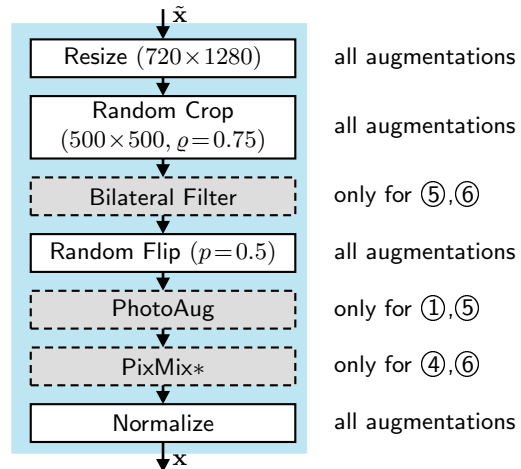 x̃
Resize (720×1280) all augmentations
Random Crop
(500×500, ϱ=0.75) all augmentations
Bilateral Filter only for ⑤,⑥
Random Flip (p=0.5) all augmentations
PhotoAug only for ①,⑤
PixMix* only for ④,⑥
Normalize all augmentations
x